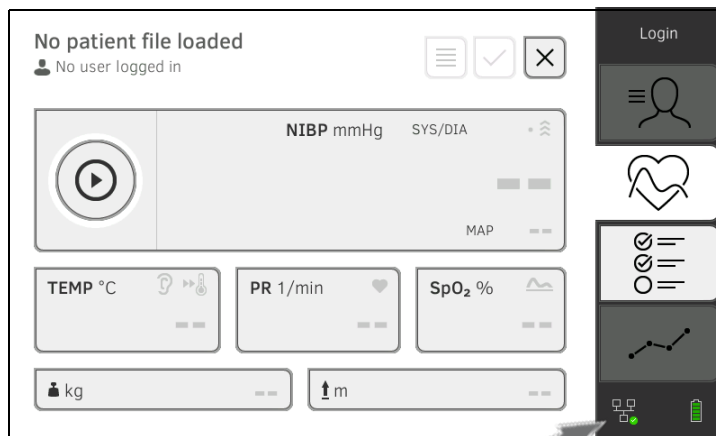 No patient file loaded
No user logged in
Login
NIBP mmHg SYS/DIA
-- --
MAP --
TEMP °C
--
PR 1/min
--
SpO₂ %
--
kg --
m --